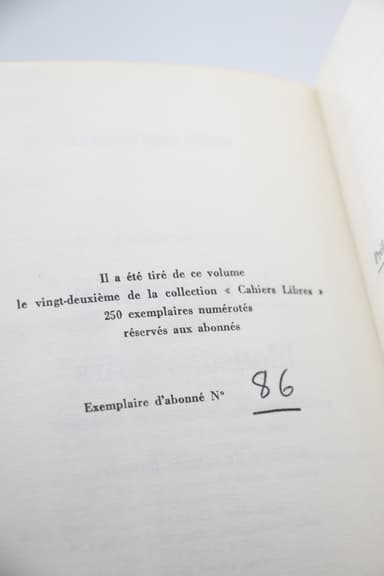 Il a été tiré de ce volume
le vingt-deuxième de la collection « Cahiers Libres »
250 exemplaires numérotés
réservés aux abonnés
Exemplaire d'abonné N° 86